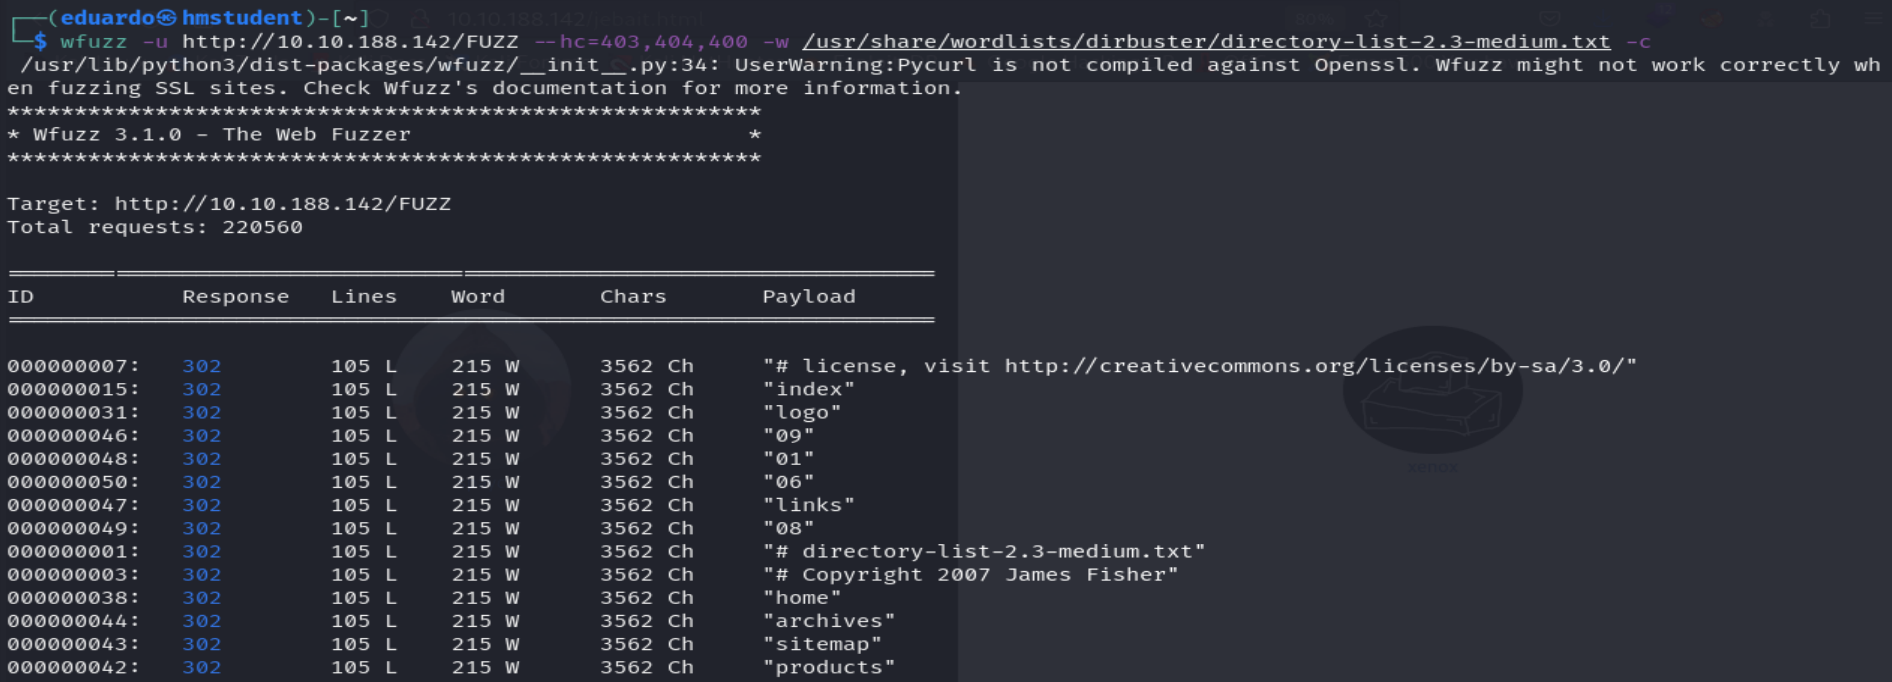 ┌──(eduardo㉿hmstudent)-[~]
└─$ wfuzz -u http://10.10.188.142/FUZZ --hc=403,404,400 -w /usr/share/wordlists/dirbuster/directory-list-2.3-medium.txt -c
/usr/lib/python3/dist-packages/wfuzz/__init__.py:34: UserWarning:Pycurl is not compiled against Openssl. Wfuzz might not work correctly wh
en fuzzing SSL sites. Check Wfuzz's documentation for more information.
********************************************************
* Wfuzz 3.1.0 - The Web Fuzzer                         *
********************************************************
Target: http://10.10.188.142/FUZZ
Total requests: 220560
=====================================================================
ID           Response   Lines    Word       Chars       Payload
=====================================================================
000000007:   302        105 L    215 W      3562 Ch     "# license, visit http://creativecommons.org/licenses/by-sa/3.0/"
000000015:   302        105 L    215 W      3562 Ch     "index"
000000031:   302        105 L    215 W      3562 Ch     "logo"
000000046:   302        105 L    215 W      3562 Ch     "09"
000000048:   302        105 L    215 W      3562 Ch     "01"
000000050:   302        105 L    215 W      3562 Ch     "06"
000000047:   302        105 L    215 W      3562 Ch     "links"
000000049:   302        105 L    215 W      3562 Ch     "08"
000000001:   302        105 L    215 W      3562 Ch     "# directory-list-2.3-medium.txt"
000000003:   302        105 L    215 W      3562 Ch     "# Copyright 2007 James Fisher"
000000038:   302        105 L    215 W      3562 Ch     "home"
000000044:   302        105 L    215 W      3562 Ch     "archives"
000000043:   302        105 L    215 W      3562 Ch     "sitemap"
000000042:   302        105 L    215 W      3562 Ch     "products"
xenox